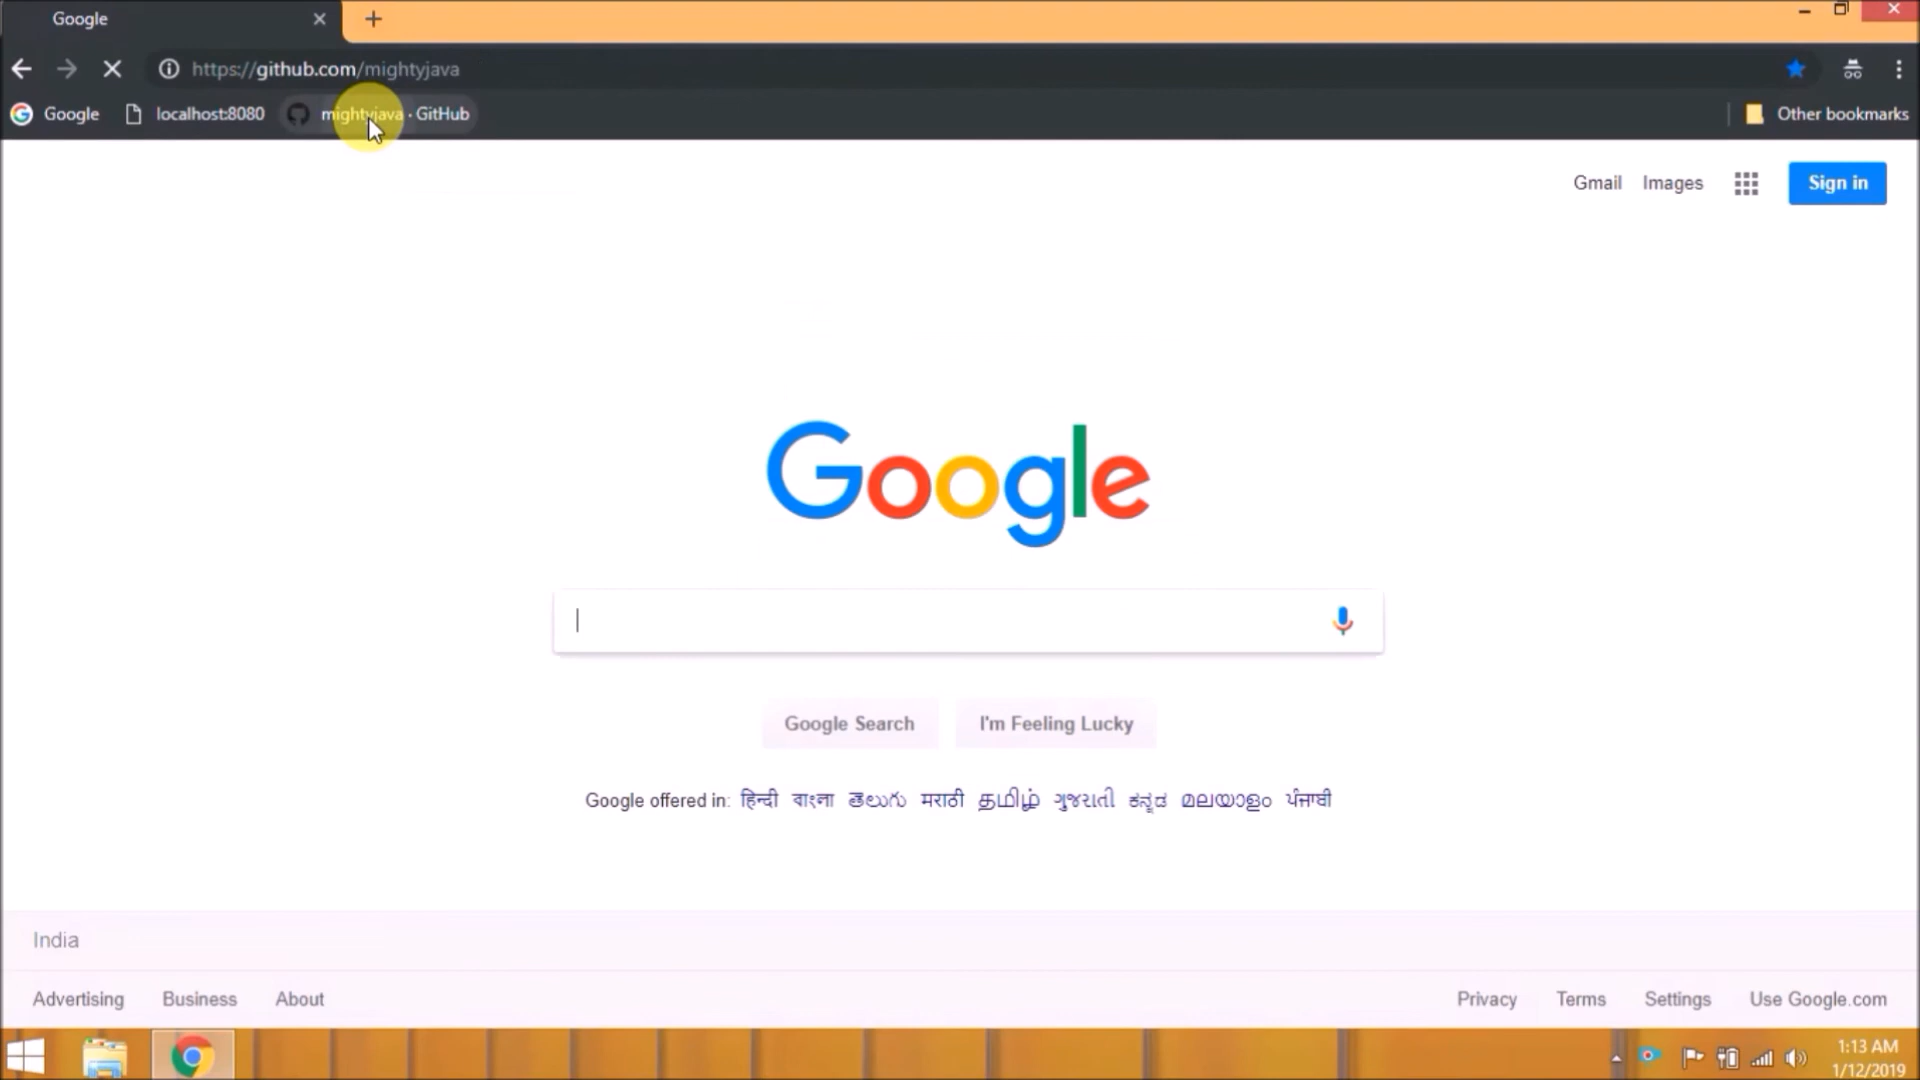 Google
https://github.com/mightyjava
Google localhost:8080 mightyjava · GitHub Other bookmarks
Gmail Images Sign in
Google
Google Search I'm Feeling Lucky
Google offered in: हिन्दी বাংলা తెలుగు मराठी தமிழ் ગુજરાતી ಕನ್ನಡ മലയാളം ਪੰਜਾਬੀ
India
Advertising Business About Privacy Terms Settings Use Google.com
1:13 AM
1/12/2019